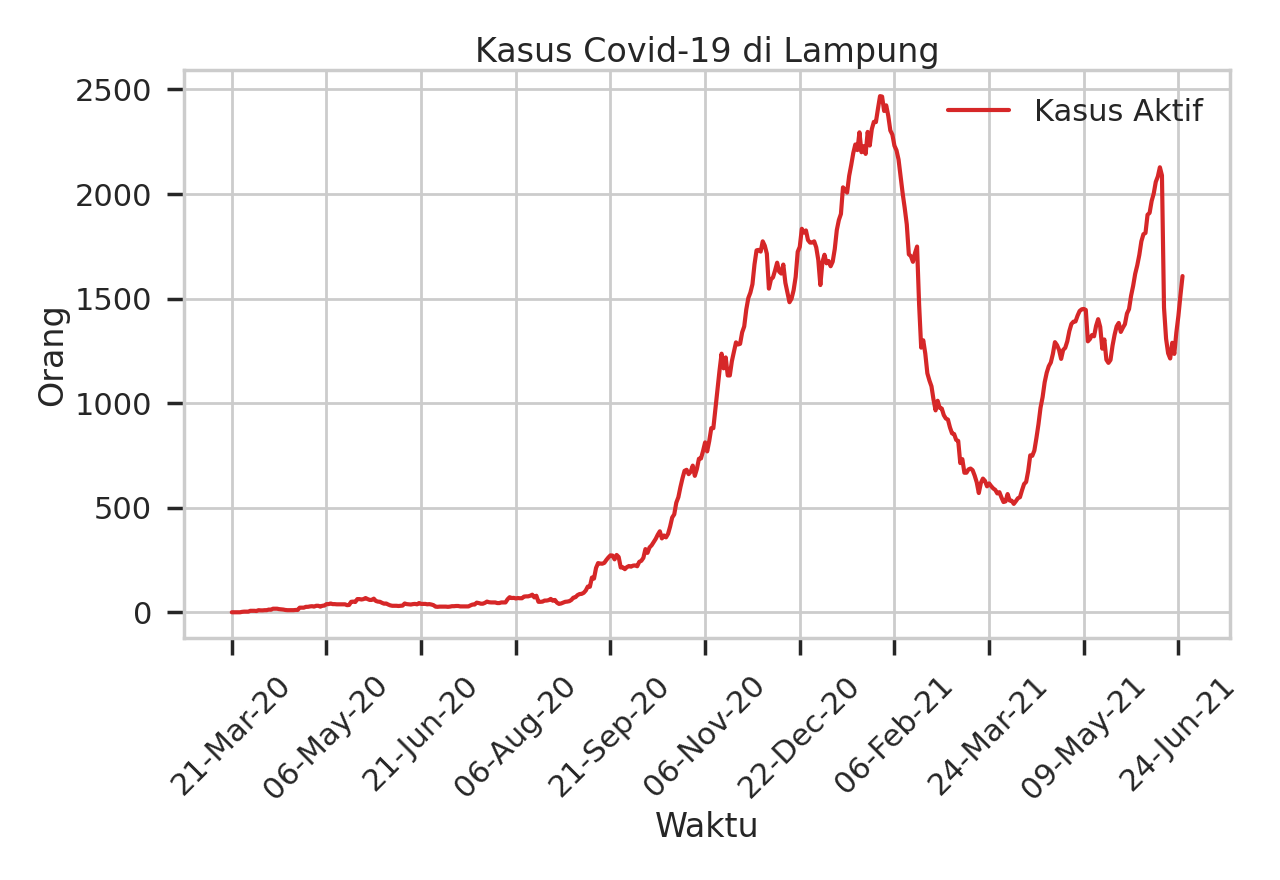 Kasus Covid-19 di Lampung
Kasus Aktif
Orang
2500
2000
1500
1000
500
0
21-Mar-20
06-May-20
21-Jun-20
06-Aug-20
21-Sep-20
06-Nov-20
22-Dec-20
06-Feb-21
24-Mar-21
09-May-21
24-Jun-21
Waktu